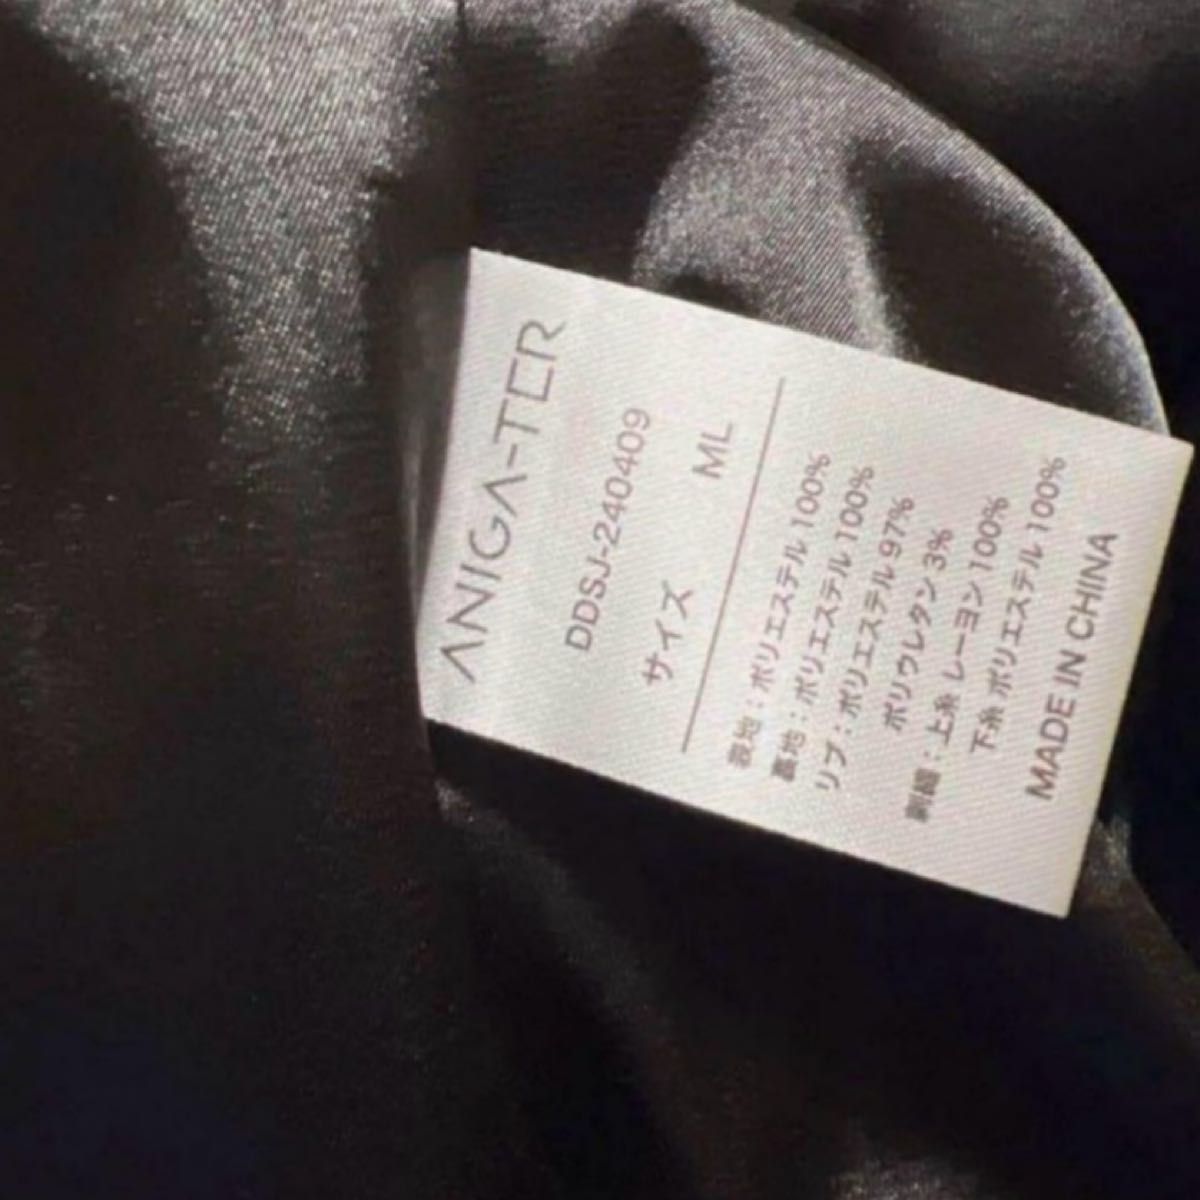 ANIGA-TER
DDSJ-240409
サイズ ML
表地：ポリエステル 100%
裏地：ポリエステル 100%
リブ：ポリエステル 97%
ポリウレタン 3%
刺繍：上糸 レーヨン 100%
下糸 ポリエステル 100%
MADE IN CHINA